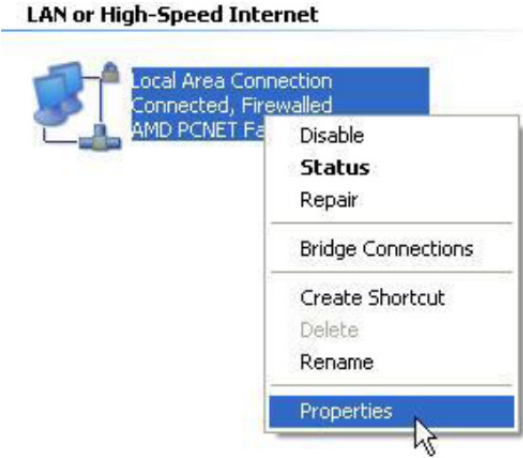 LAN or High-Speed Internet
Local Area Connection
Connected, Firewalled
AMD PCNET
Disable
Status
Repair
Bridge Connections
Create Shortcut
Delete
Rename
Properties